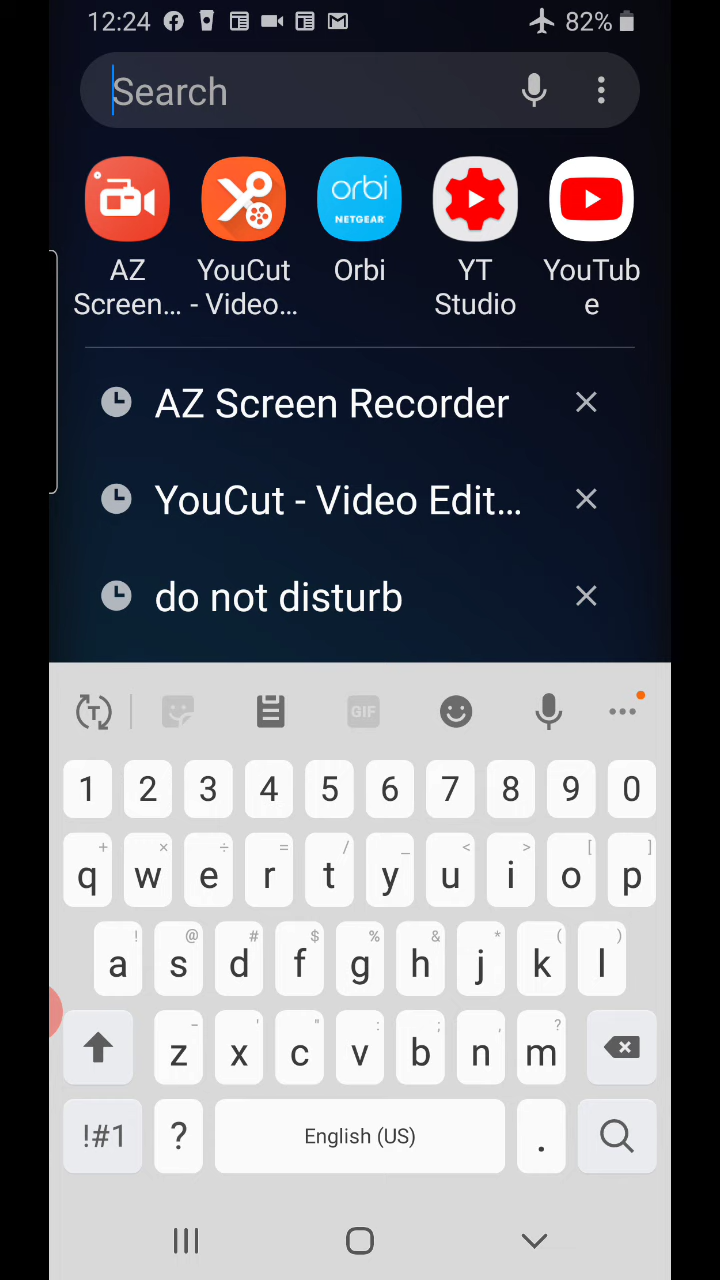 12:24
82%
Search
orbi
NETGEAR
AZ Screen...
YouCut - Video...
Orbi
YT Studio
YouTub
e
AZ Screen Recorder
YouCut - Video Edit...
do not disturb
T
GIF
1 2 3 4 5 6 7 8 9 0
+ × ÷ = / _ < > [ ]
q w e r t y u i o p
! @ # $ % & * ( )
a s d f g h j k l
- ' " : ; , ?
z x c v b n m
!#1 ? English (US) .